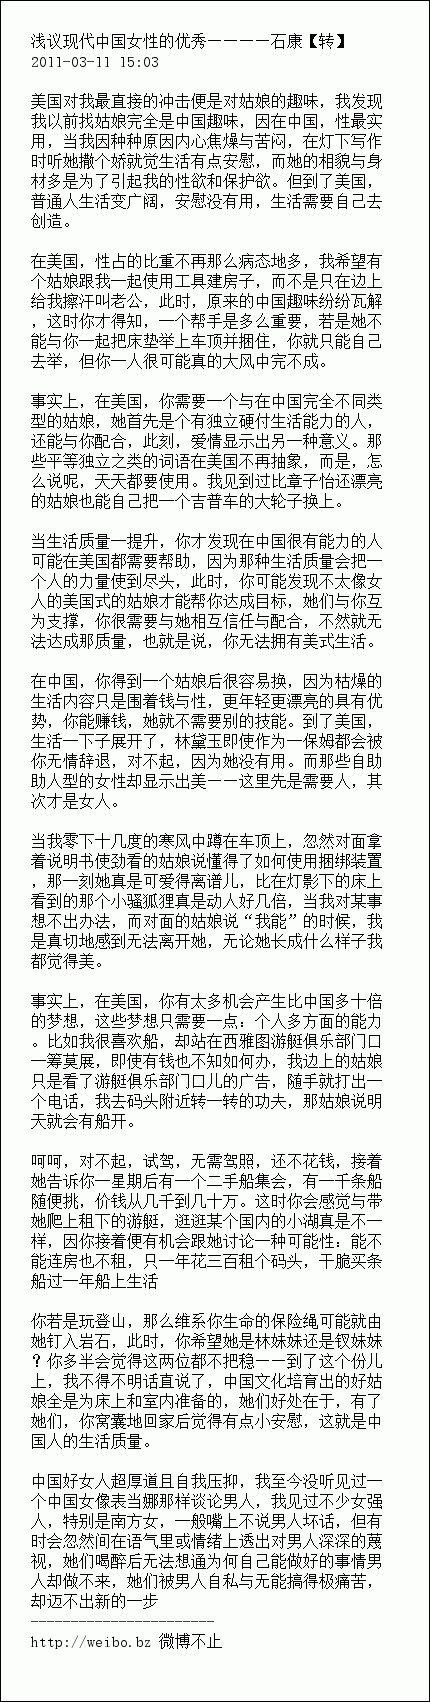 浅议现代中国女性的优秀————石康【转】
2011-03-11 15:03
美国对我最直接的冲击便是对姑娘的趣味，我发现
我以前找姑娘完全是中国趣味，因在中国，性最实
用，当我因种种原因内心焦燥与苦闷，在灯下写作
时听她撒个娇就觉生活有点安慰，而她的相貌与身
材多是为了引起我的性欲和保护欲。但到了美国，
普通人生活变广阔，安慰没有用，生活需要自己去
创造。
在美国，性占的比重不再那么病态地多，我希望有
个姑娘跟我一起使用工具建房子，而不是只在边上
给我擦汗叫老公，此时，原来的中国趣味纷纷瓦解
，这时你才得知，一个帮手是多么重要，若是她不
能与你一起把床垫举上车顶并捆住，你就只能自己
去举，但你一人很可能真的大风中完不成。
事实上，在美国，你需要一个与在中国完全不同类
型的姑娘，她首先是个有独立硬付生活能力的人，
还能与你配合，此刻，爱情显示出另一种意义。那
些平等独立之类的词语在美国不再抽象，而是，怎
么说呢，天天都要使用。我见到过比章子怡还漂亮
的姑娘也能自己把一个吉普车的大轮子换上。
当生活质量一提升，你才发现在中国很有能力的人
可能在美国都需要帮助，因为那种生活质量会把一
个人的力量使到尽头，此时，你可能发现不太像女
人的美国式的姑娘才能帮你达成目标，她们与你互
为支撑，你很需要与她相互信任与配合，不然就无
法达成那质量，也就是说，你无法拥有美式生活。
在中国，你得到一个姑娘后很容易换，因为枯燥的
生活内容只是围着钱与性，更年轻更漂亮的具有优
势，你能赚钱，她就不需要别的技能。到了美国，
生活一下子展开了，林黛玉即使作为一保姆都会被
你无情辞退，对不起，因为她没有用。而那些自助
助人型的女性却显示出美——这里先是需要人，其
次才是女人。
当我零下十几度的寒风中蹲在车顶上，忽然对面拿
着说明书使劲看的姑娘说懂得了如何使用捆绑装置
，那一刻她真是可爱得离谱儿，比在灯影下的床上
看到的那个小骚狐狸真是动人好几倍，当我对某事
想不出办法，而对面的姑娘说“我能”的时候，我
是真切地感到无法离开她，无论她长成什么样子我
都觉得美。
事实上，在美国，你有太多机会产生比中国多十倍
的梦想，这些梦想只需要一点：个人多方面的能力
。比如我很喜欢船，却站在西雅图游艇俱乐部门口
一筹莫展，即使有钱也不知如何办，我边上的姑娘
只是看了游艇俱乐部门口儿的广告，随手就打出一
个电话，我去码头附近转一转的功夫，那姑娘说明
天就会有船开。
呵呵，对不起，试驾，无需驾照，还不花钱，接着
她告诉你一星期后有一个二手船集会，有一千条船
随便挑，价钱从几千到几十万。这时你会感觉与带
她爬上租下的游艇，逛逛某个国内的小湖真是不一
样，因你接着便有机会跟她讨论一种可能性：能不
能连房也不租，只一年花三百租个码头，干脆买条
船过一年船上生活
你若是玩登山，那么维系你生命的保险绳可能就由
她钉入岩石，此时，你希望她是林妹妹还是钗妹妹
？你多半会觉得这两位都不把稳——到了这个份儿
上，我不得不明话直说了，中国文化培育出的好姑
娘全是为床上和室内准备的，她们好处在于，有了
她们，你窝囊地回家后觉得有点小安慰，这就是中
国人的生活质量。
中国好女人超厚道且自我压抑，我至今没听见过一
个中国女像表当娜那样谈论男人，我见过不少女强
人，特别是南方女，一般嘴上不说男人坏话，但有
时会忽然间在语气里或情绪上透出对男人深深的蔑
视，她们喝醉后无法想通为何自己能做好的事情男
人却做不来，她们被男人自私与无能搞得极痛苦，
却迈不出新的一步
-----------------------
http://weibo.bz 微博不止